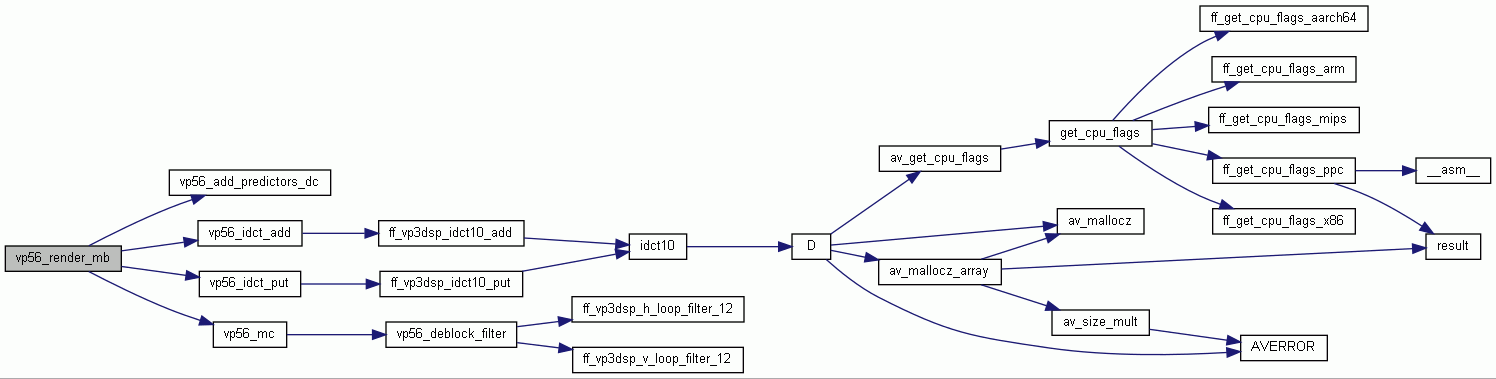 ff_get_cpu_flags_aarch64
ff_get_cpu_flags_arm
ff_get_cpu_flags_mips
get_cpu_flags
av_get_cpu_flags
ff_get_cpu_flags_ppc
__asm__
vp56_add_predictors_dc
av_mallocz
ff_get_cpu_flags_x86
vp56_idct_add
ff_vp3dsp_idct10_add
idct10
D
result
vp56_render_mb
av_mallocz_array
vp56_idct_put
ff_vp3dsp_idct10_put
ff_vp3dsp_h_loop_filter_12
av_size_mult
vp56_mc
vp56_deblock_filter
AVERROR
ff_vp3dsp_v_loop_filter_12